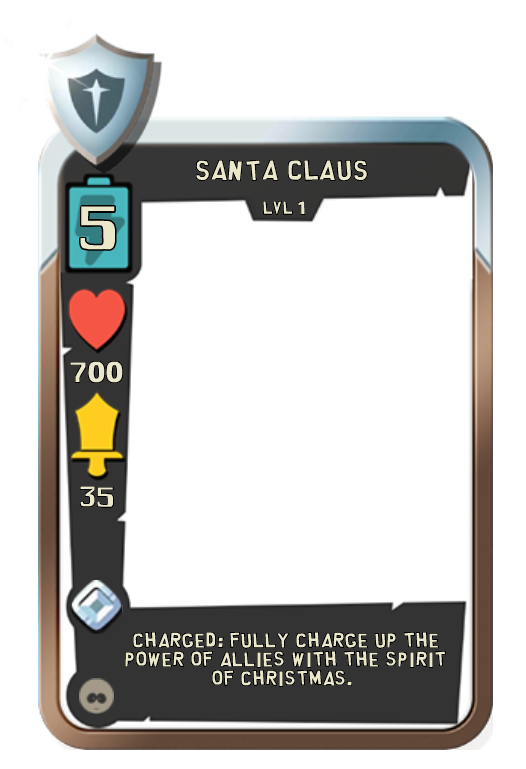 SANTA CLAUS
LVL 1
5
700
35
CHARGED: FULLY CHARGE UP THE
POWER OF ALLIES WITH THE SPIRIT
OF CHRISTMAS.